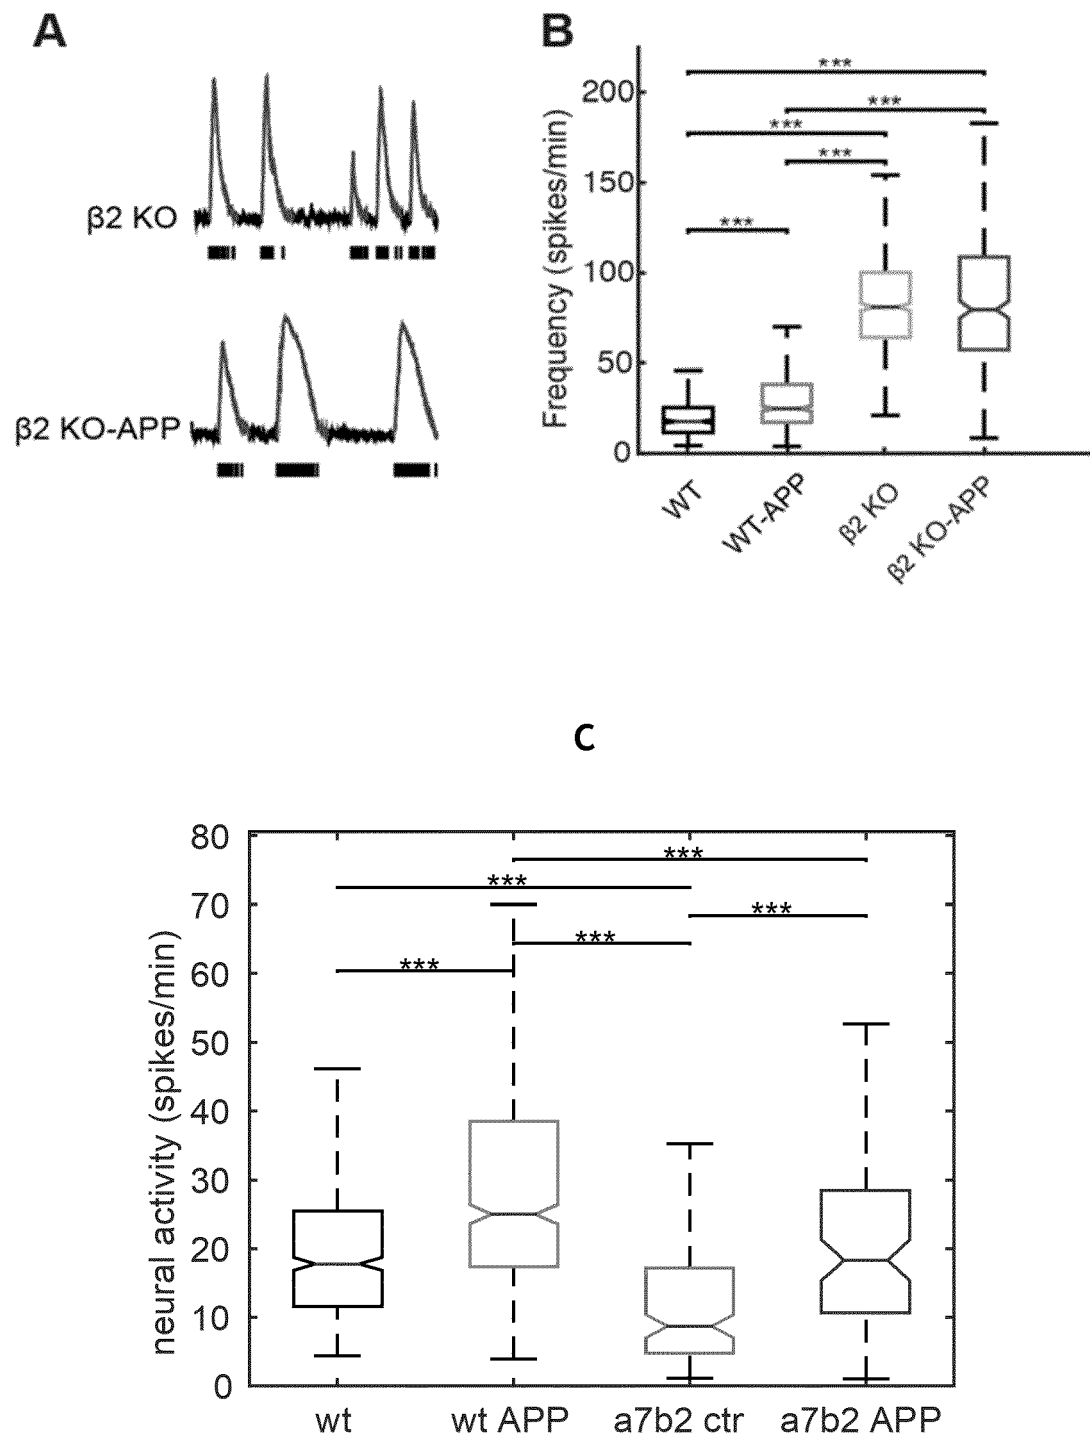 A
β2 KO
β2 KO-APP
B
Frequency (spikes/min)
200
150
100
50
0
***
***
***
***
***
WT
WT-APP
β2 KO
β2 KO-APP
C
neural activity (spikes/min)
80
70
60
50
40
30
20
10
0
***
***
***
***
***
wt
wt APP
a7b2 ctr
a7b2 APP